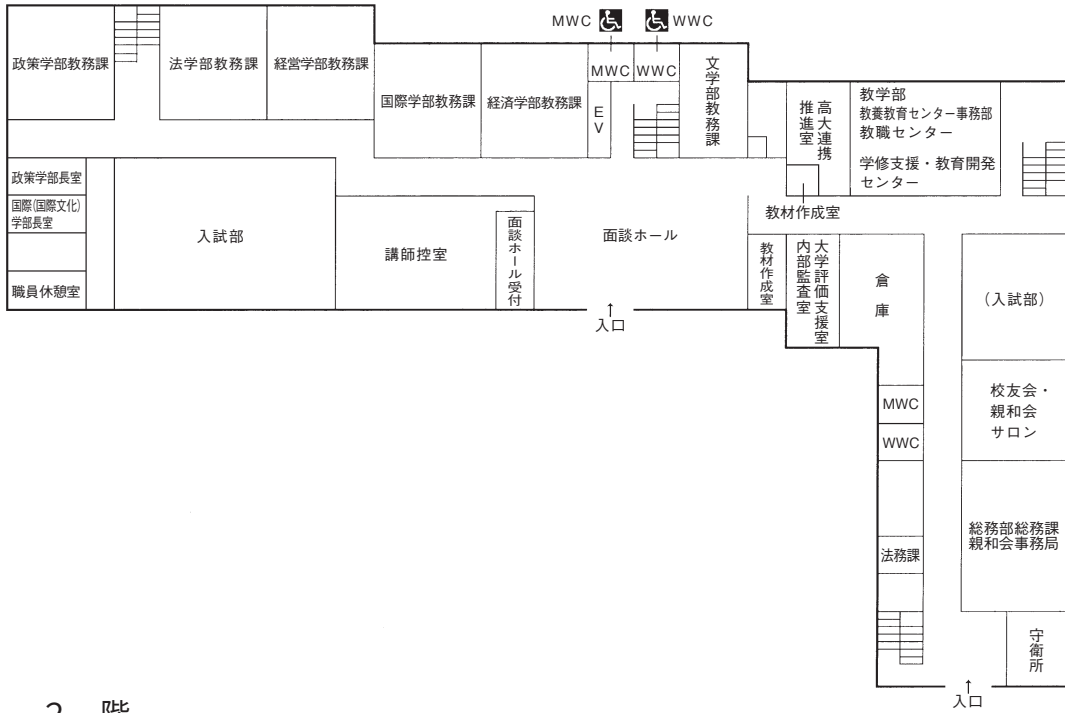 MWC WWC
政策学部教務課
法学部教務課
経営学部教務課
国際学部教務課
経済学部教務課
MWC
WWC
EV
文学部教務課
高大連携
推進室
教学部
教養教育センター事務部
教職センター
学修支援・教育開発
センター
教材作成室
政策学部長室
国際(国際文化)
学部長室
職員休憩室
入試部
講師控室
面談ホール受付
面談ホール
教材作成室
大学評価支援室
内部監査室
倉庫
(入試部)
↑
入口
MWC
WWC
校友会・
親和会
サロン
法務課
総務部総務課
親和会事務局
守衛所
↑
入口